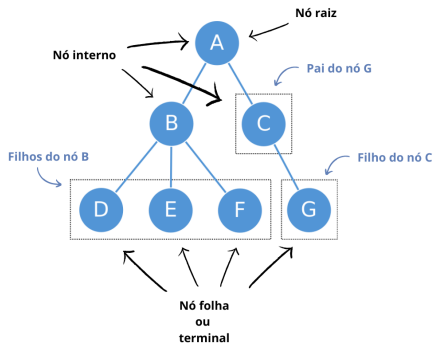 Nó raiz
A
Nó interno
Pai do nó G
B
C
Filhos do nó B
Filho do nó C
D
E
F
G
Nó folha
ou
terminal